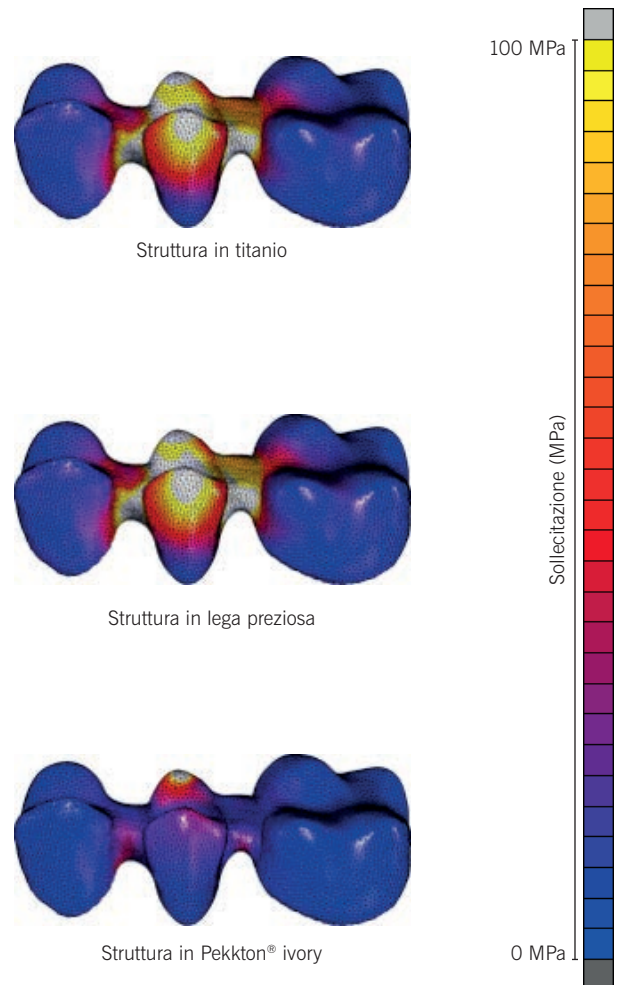 100 MPa
Struttura in titanio
Sollecitazione (MPa)
Struttura in lega preziosa
Struttura in Pekkton® ivory
0 MPa